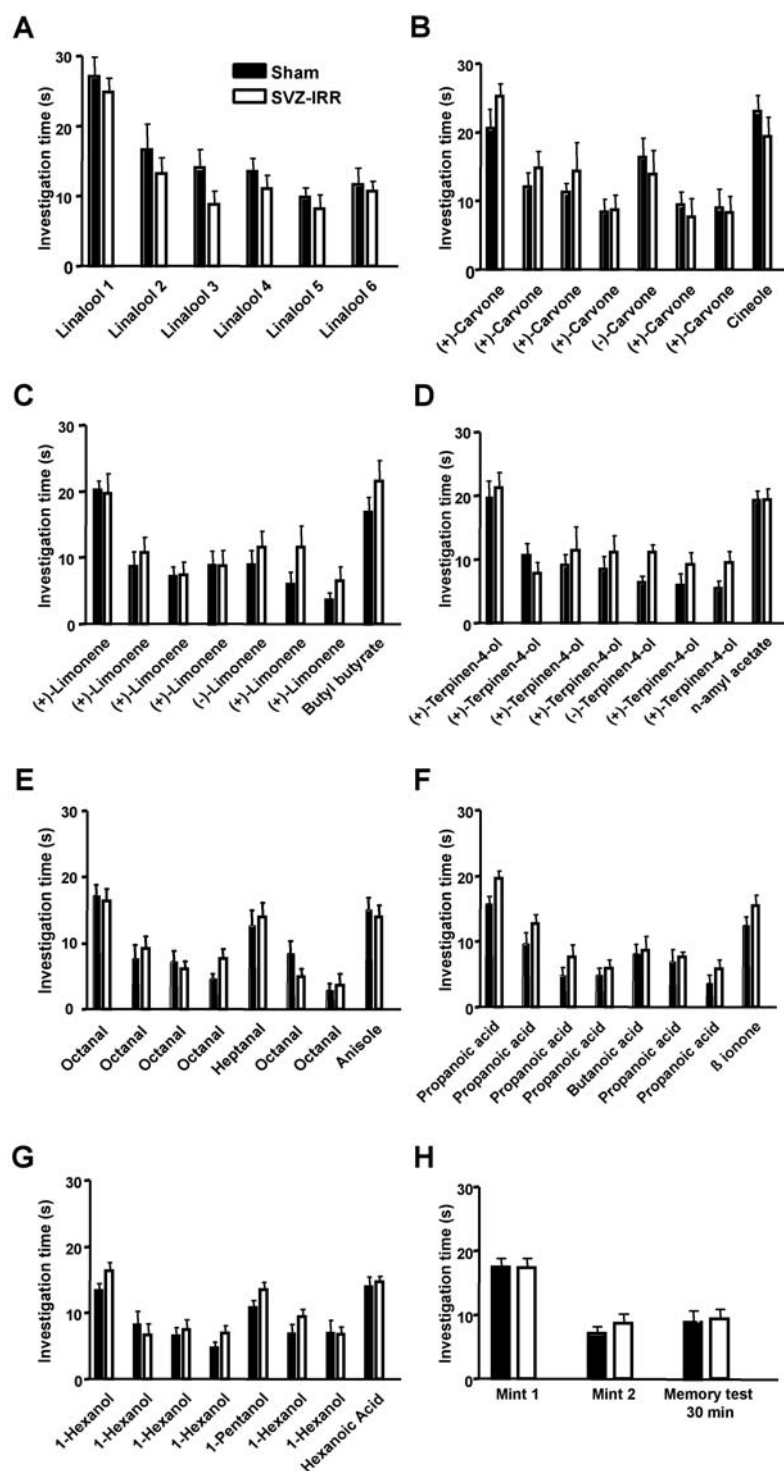 A
Investigation time (s)
30
20
10
0
Sham
SVZ-IRR
Linalool 1
Linalool 2
Linalool 3
Linalool 4
Linalool 5
Linalool 6
B
Investigation time (s)
30
20
10
0
(+)-Carvone
(+)-Carvone
(+)-Carvone
(+)-Carvone
(-)-Carvone
(+)-Carvone
(+)-Carvone
Cineole
C
Investigation time (s)
30
20
10
0
(+)-Limonene
(+)-Limonene
(+)-Limonene
(+)-Limonene
(-)-Limonene
(+)-Limonene
(+)-Limonene
Butyl butyrate
D
Investigation time (s)
30
20
10
0
(+)-Terpinen-4-ol
(+)-Terpinen-4-ol
(+)-Terpinen-4-ol
(+)-Terpinen-4-ol
(-)-Terpinen-4-ol
(+)-Terpinen-4-ol
(+)-Terpinen-4-ol
n-amyl acetate
E
Investigation time (s)
30
20
10
0
Octanal
Octanal
Octanal
Octanal
Heptanal
Octanal
Octanal
Anisole
F
Investigation time (s)
30
20
10
0
Propanoic acid
Propanoic acid
Propanoic acid
Propanoic acid
Butanoic acid
Propanoic acid
Propanoic acid
ß ionone
G
Investigation time (s)
30
20
10
0
1-Hexanol
1-Hexanol
1-Hexanol
1-Hexanol
1-Pentanol
1-Hexanol
1-Hexanol
Hexanoic Acid
H
Investigation time (s)
30
20
10
0
Mint 1
Mint 2
Memory test
30 min